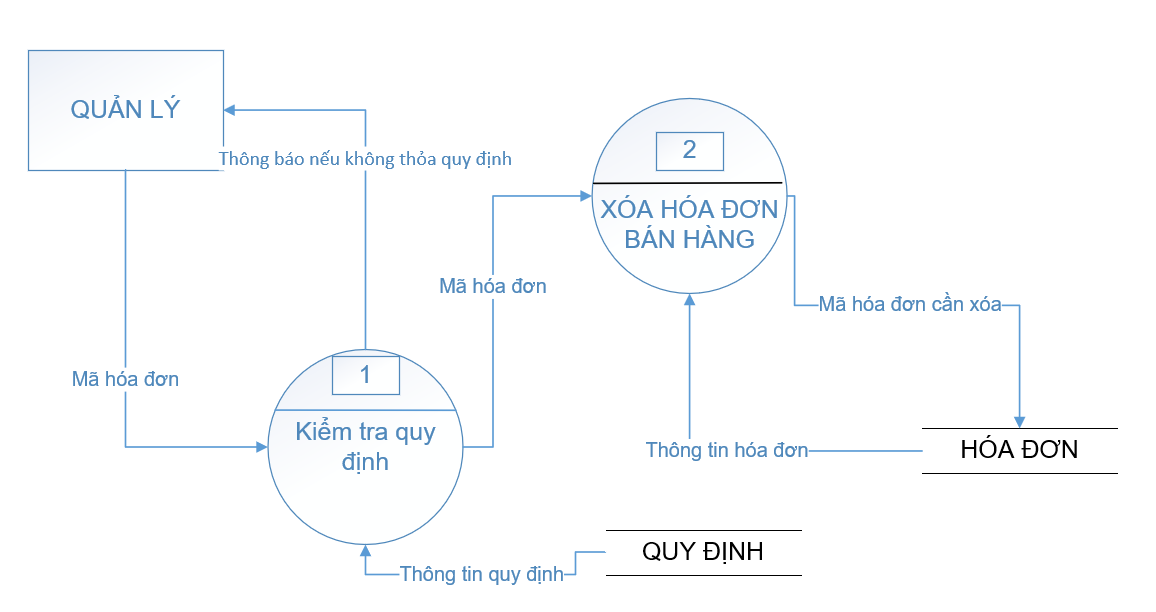 QUẢN LÝ
Thông báo nếu không thỏa quy định
2
XÓA HÓA ĐƠN
BÁN HÀNG
Mã hóa đơn
Mã hóa đơn cần xóa
Mã hóa đơn
1
Kiểm tra quy
định
Thông tin hóa đơn
HÓA ĐƠN
QUY ĐỊNH
Thông tin quy định